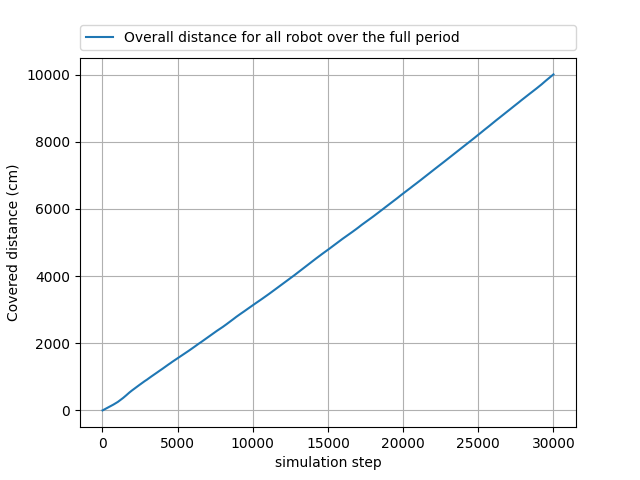 Overall distance for all robot over the full period
10000
8000
6000
4000
2000
0
Covered distance (cm)
0 5000 10000 15000 20000 25000 30000
simulation step